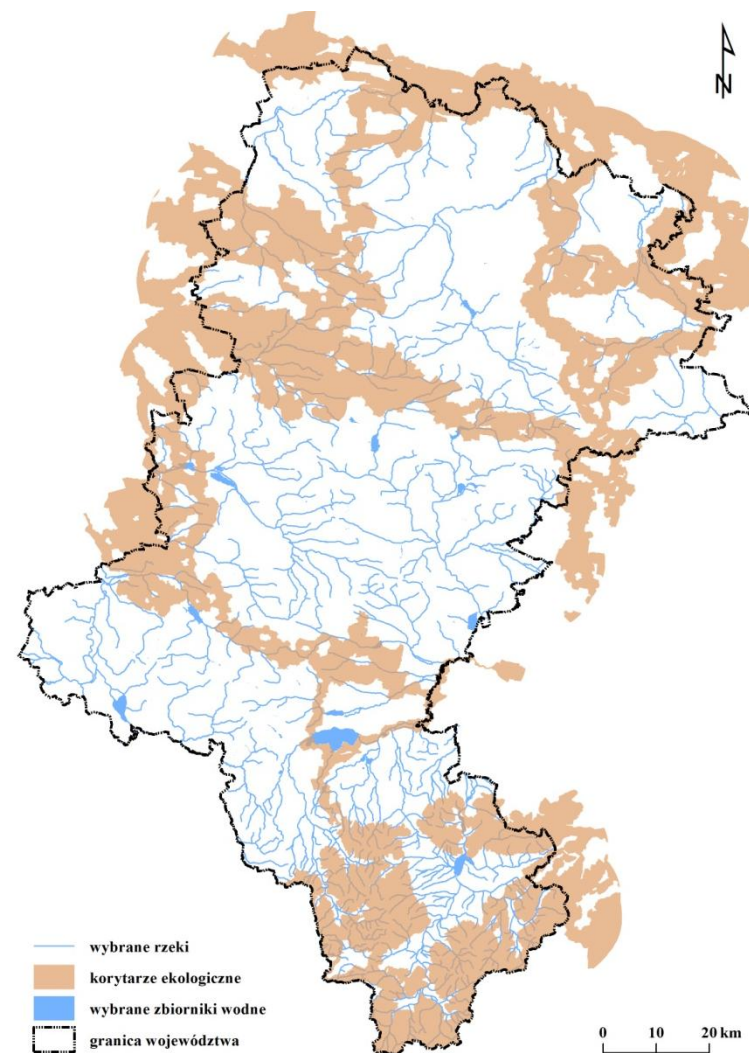 N
wybrane rzeki
korytarze ekologiczne
wybrane zbiorniki wodne
granica województwa
0 10 20 km